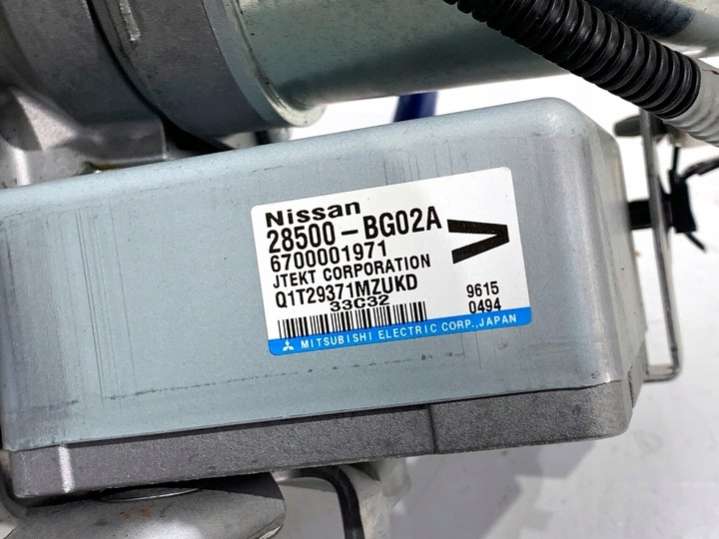 Nissan
28500-BG02A
6700001971
JTEKT CORPORATION
Q1T29371MZUKD
33C32
>
9615
0494
MITSUBISHI ELECTRIC CORP.,JAPAN